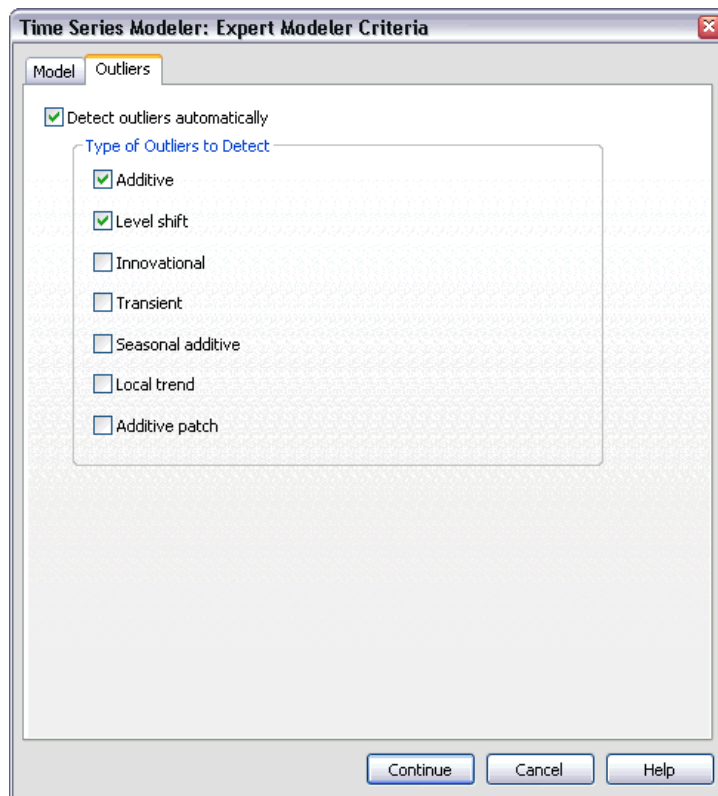 Time Series Modeler: Expert Modeler Criteria
Model Outliers
Detect outliers automatically
Type of Outliers to Detect
Additive
Level shift
Innovational
Transient
Seasonal additive
Local trend
Additive patch
Continue Cancel Help